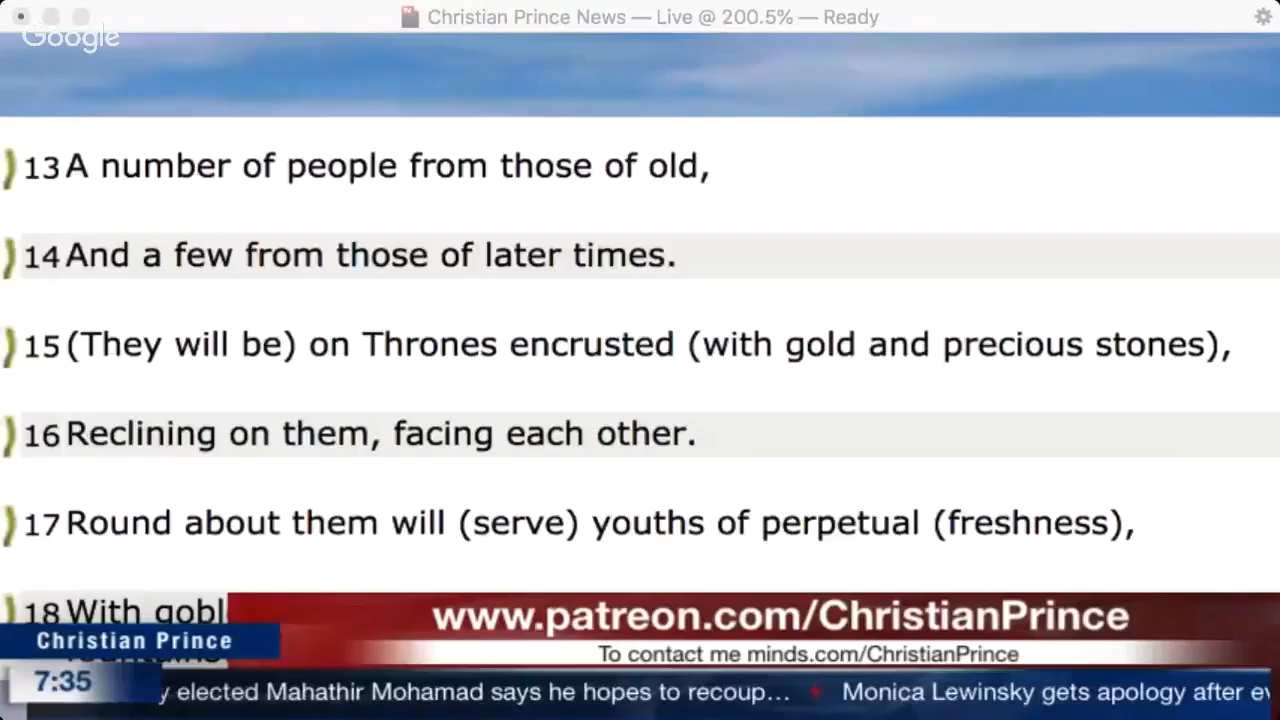 Christian Prince News — Live @ 200.5% — Ready
Google
13 A number of people from those of old,
14 And a few from those of later times.
15 (They will be) on Thrones encrusted (with gold and precious stones),
16 Reclining on them, facing each other.
17 Round about them will (serve) youths of perpetual (freshness),
18 With gobl
www.patreon.com/ChristianPrince
Christian Prince
To contact me minds.com/ChristianPrince
7:35
y elected Mahathir Mohamad says he hopes to recoup... Monica Lewinsky gets apology after ev